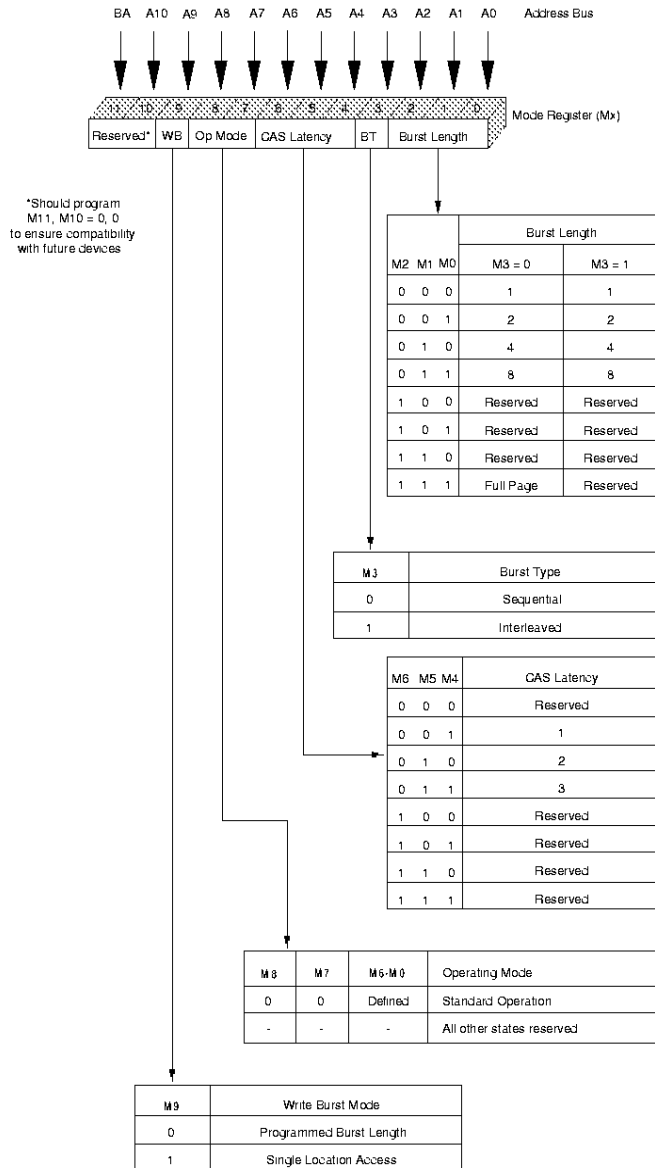 BA A10 A9 A8 A7 A6 A5 A4 A3 A2 A1 A0 Address Bus
11 10 9 8 7 6 5 4 3 2 1 0
Mode Register (Mx)
Reserved* WB Op Mode CAS Latency BT Burst Length
*Should program
M11, M10 = 0, 0
to ensure compatibility
with future devices
Burst Length
M2 M1 M0 M3 = 0 M3 = 1
0 0 0 1 1
0 0 1 2 2
0 1 0 4 4
0 1 1 8 8
1 0 0 Reserved Reserved
1 0 1 Reserved Reserved
1 1 0 Reserved Reserved
1 1 1 Full Page Reserved
M3 Burst Type
0 Sequential
1 Interleaved
M6 M5 M4 CAS Latency
0 0 0 Reserved
0 0 1 1
0 1 0 2
0 1 1 3
1 0 0 Reserved
1 0 1 Reserved
1 1 0 Reserved
1 1 1 Reserved
M8 M7 M6-M0 Operating Mode
0 0 Defined Standard Operation
- - - All other states reserved
M9 Write Burst Mode
0 Programmed Burst Length
1 Single Location Access